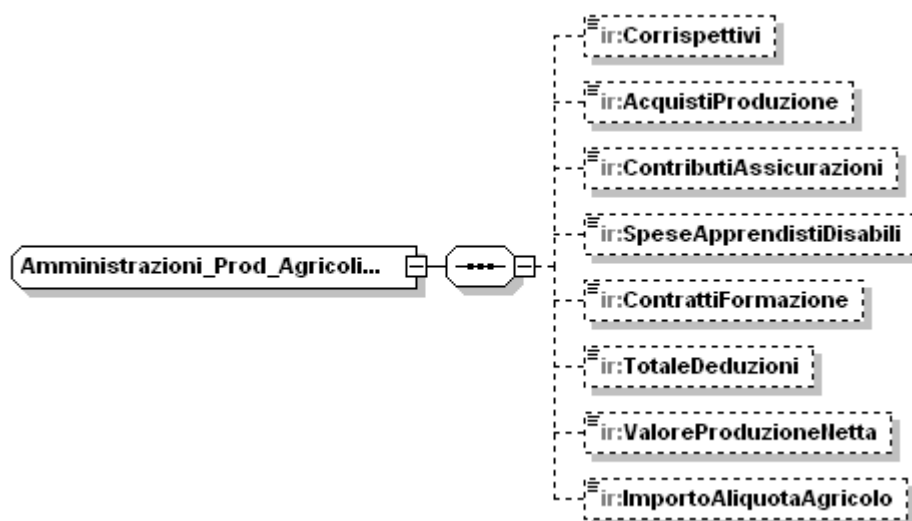 ir:Corrispettivi
ir:AcquistiProduzione
ir:ContributiAssicurazioni
ir:SpeseApprendistiDisabili
Amministrazioni_Prod_Agricoli...
ir:ContrattiFormazione
ir:TotaleDeduzioni
ir:ValoreProduzioneNetta
ir:ImportoAliquotaAgricolo